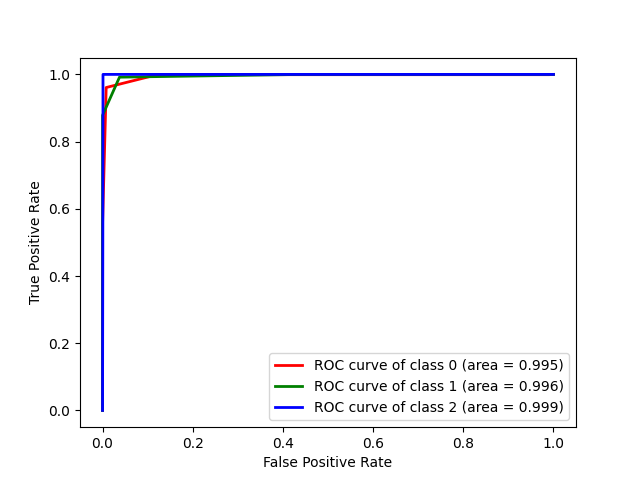 1.0
0.8
0.6
0.4
0.2
0.0
True Positive Rate
ROC curve of class 0 (area = 0.995)
ROC curve of class 1 (area = 0.996)
ROC curve of class 2 (area = 0.999)
0.0 0.2 0.4 0.6 0.8 1.0
False Positive Rate